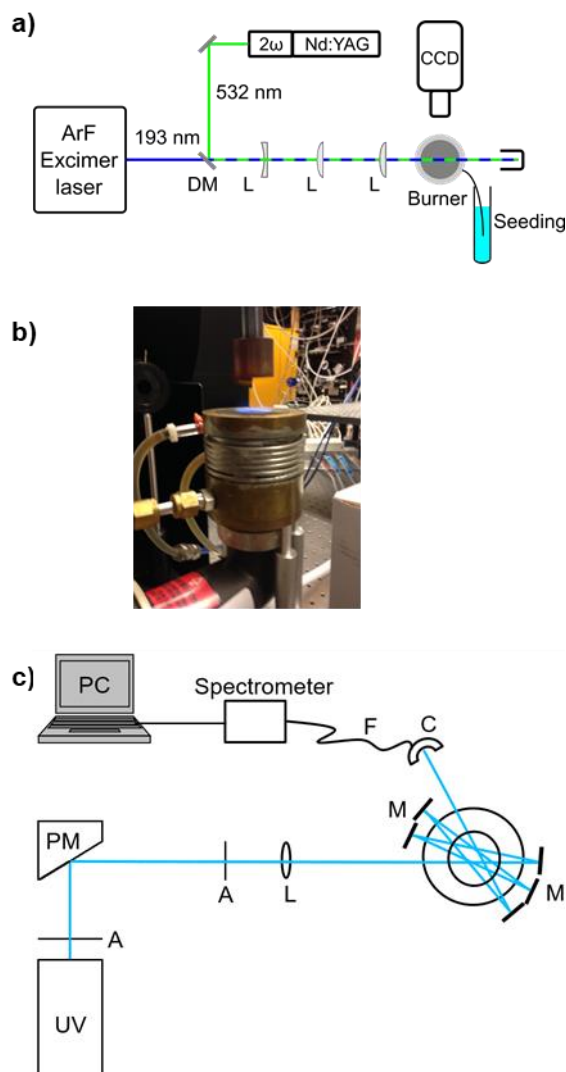 a)
2ω Nd:YAG
CCD
532 nm
ArF
Excimer
laser
193 nm
DM
L
L
L
Burner
Seeding
b)
c)
PC
Spectrometer
F
C
M
PM
A
L
M
A
UV